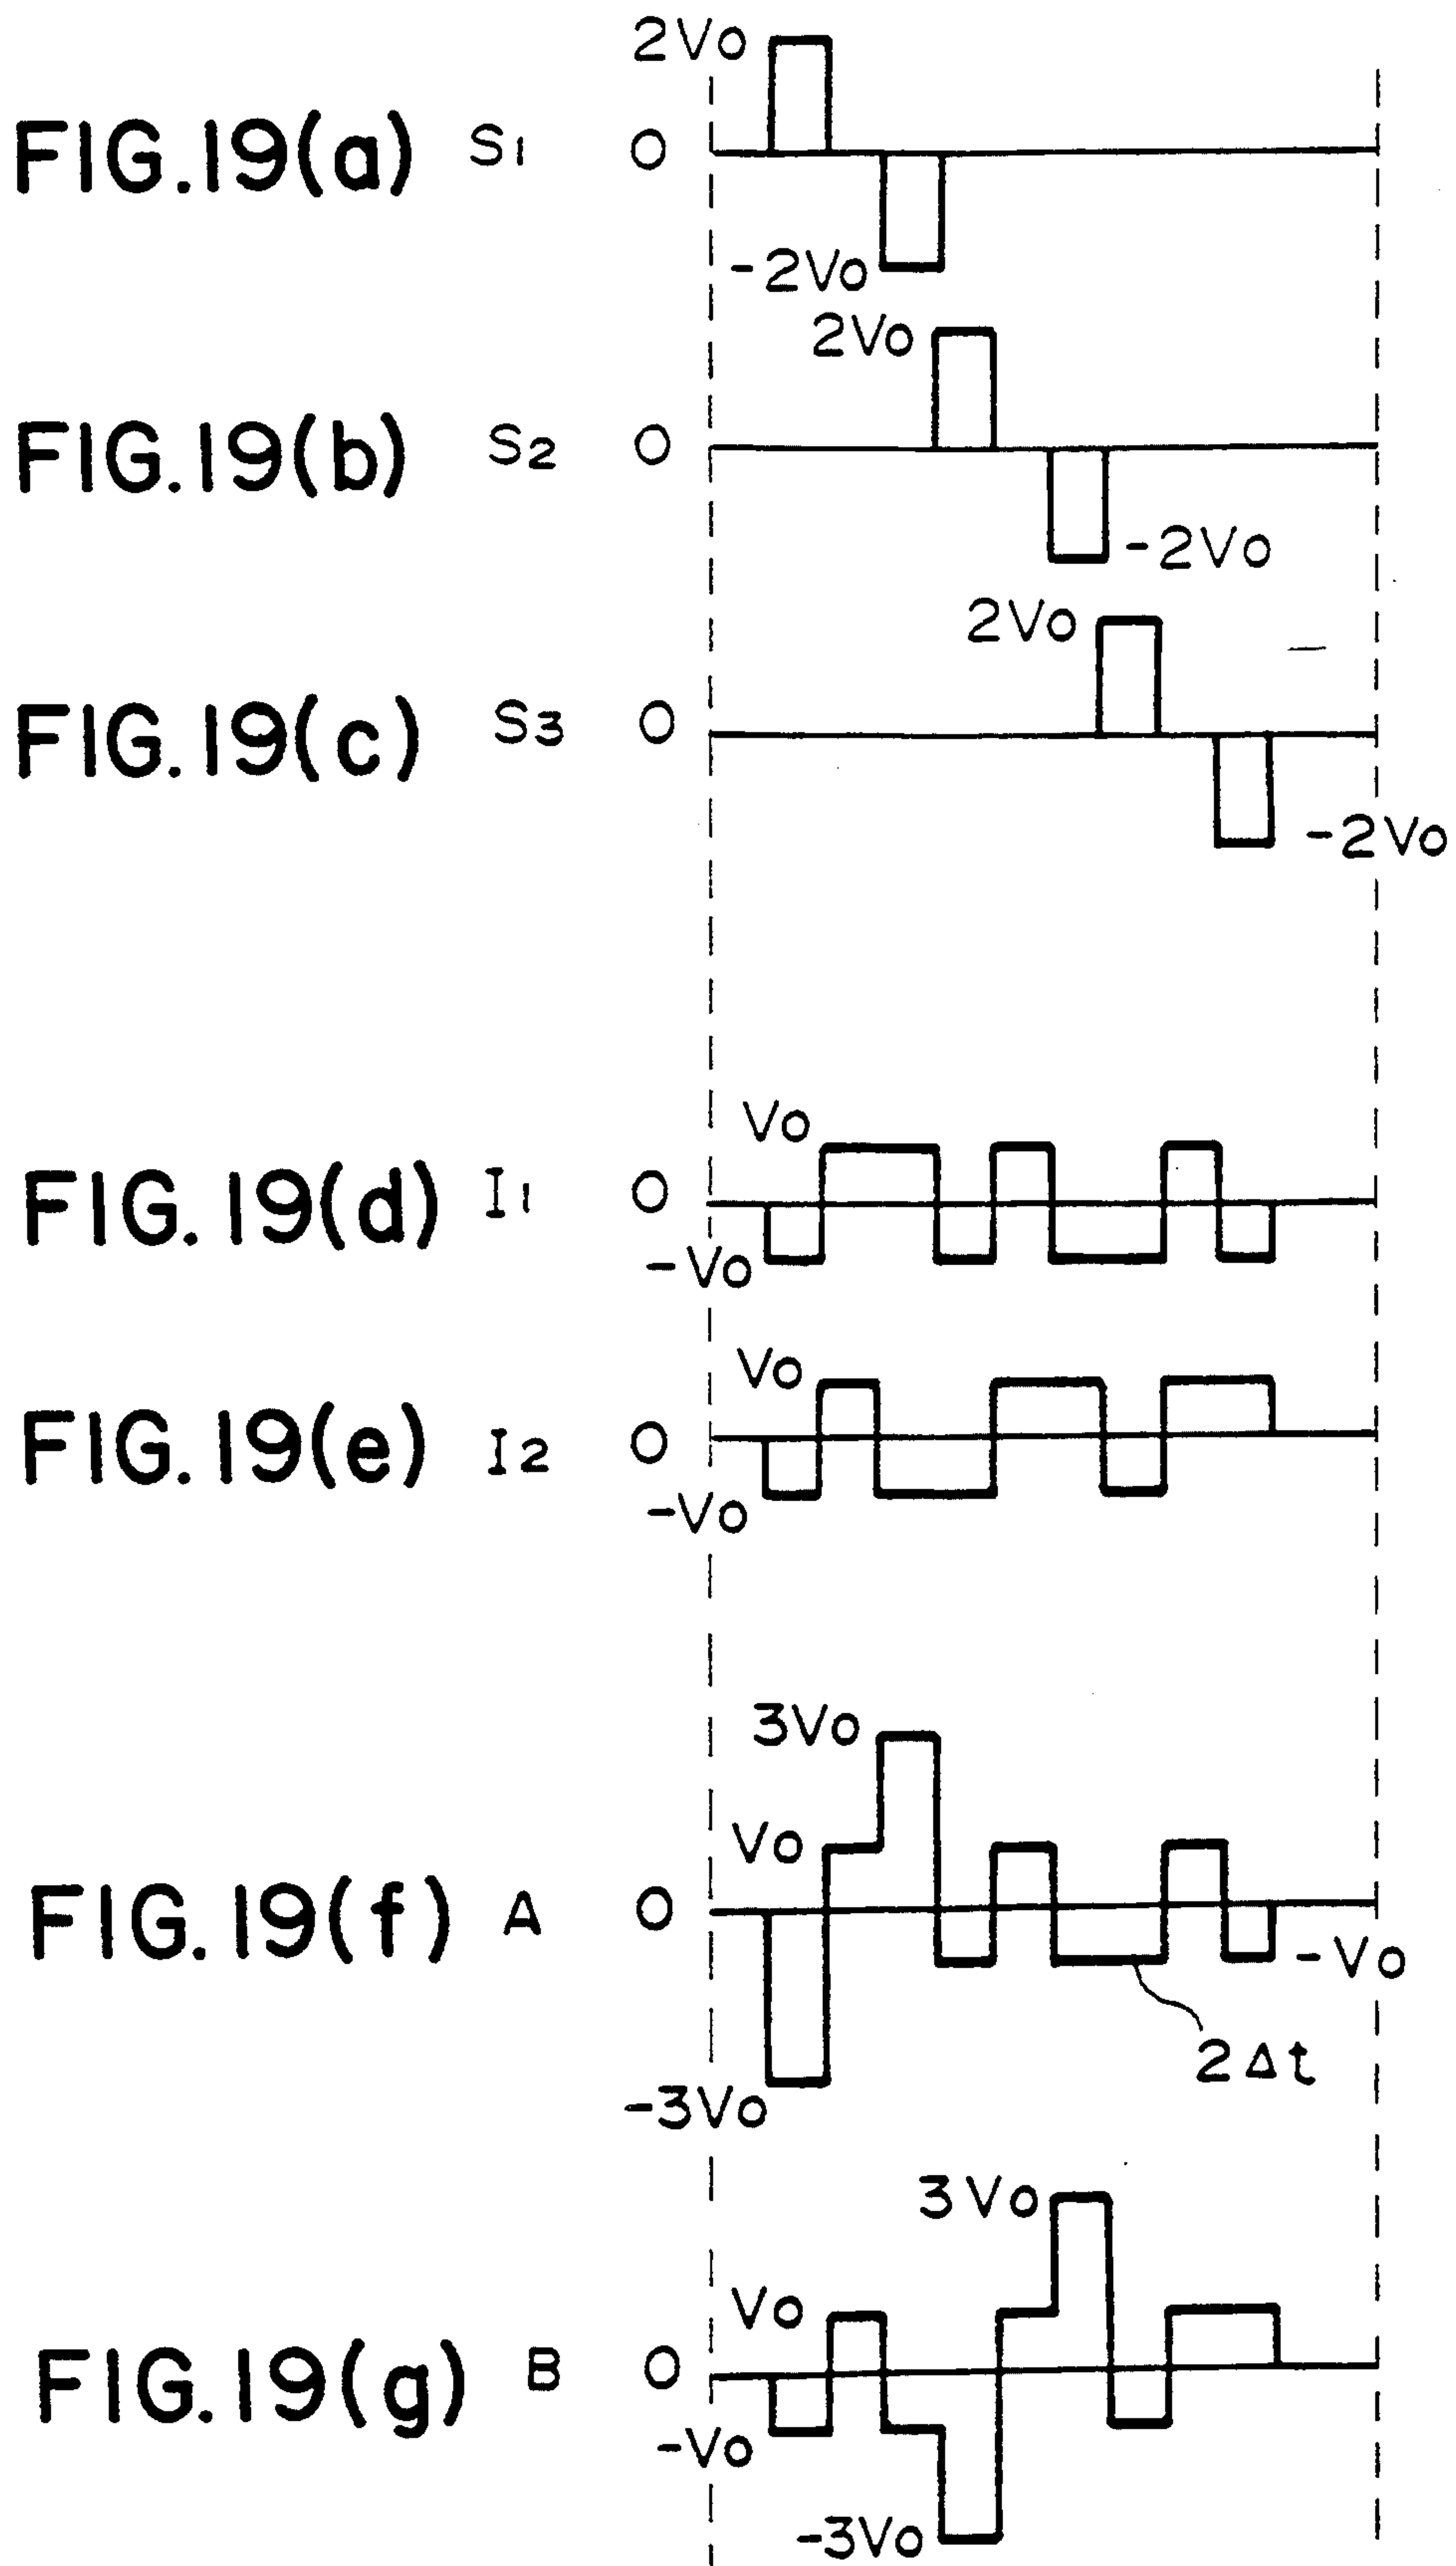 2Vo
FIG.19(a) S1 0
-2Vo
2Vo
FIG.19(b) S2 0
-2Vo
2Vo
FIG.19(c) S3 0
-2Vo
Vo
FIG.19(d) I1 0
-Vo
Vo
FIG.19(e) I2 0
-Vo
3Vo
Vo
FIG.19(f) A 0
-Vo
2Δt
-3Vo
3Vo
Vo
FIG.19(g) B 0
-Vo
-3Vo